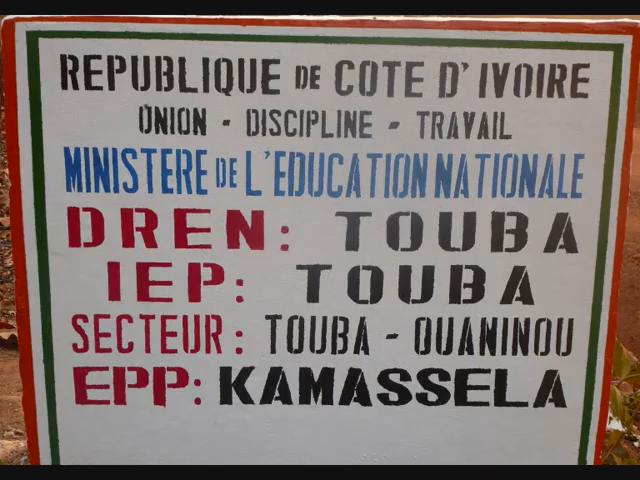 REPUBLIQUE DE COTE D'IVOIRE
UNION - DISCIPLINE - TRAVAIL
MINISTERE DE L'EDUCATION NATIONALE
DREN: TOUBA
IEP: TOUBA
SECTEUR: TOUBA - OUANINOU
EPP: KAMASSELA